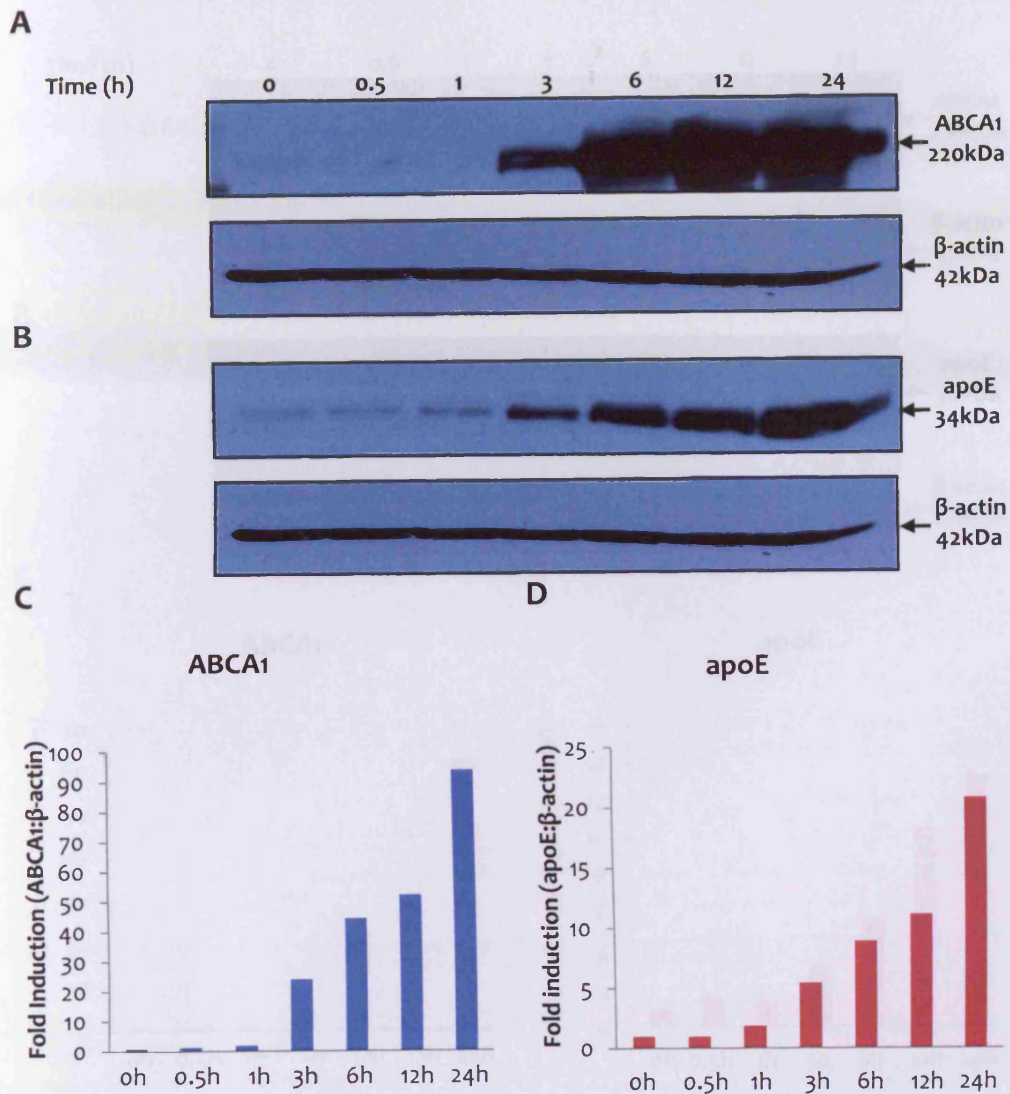 A
Time (h) 0 0.5 1 3 6 12 24
ABCA1
220kDa
β-actin
42kDa
B
apoE
34kDa
β-actin
42kDa
C
D
ABCA1
apoE
Fold Induction (ABCA1:β-actin)
100
90
80
70
60
50
40
30
20
10
0
0h 0.5h 1h 3h 6h 12h 24h
Fold induction (apoE:β-actin)
25
20
15
10
5
0
0h 0.5h 1h 3h 6h 12h 24h